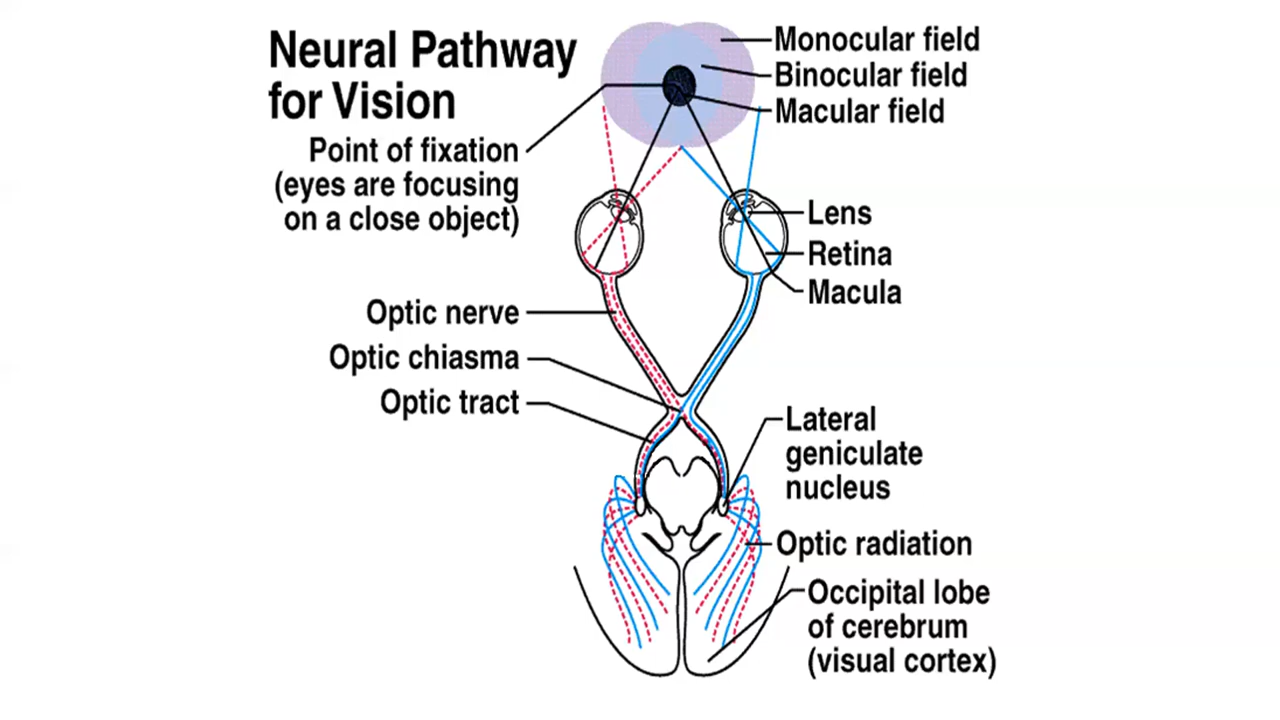 Neural Pathway
for Vision
Monocular field
Binocular field
Macular field
Point of fixation
(eyes are focusing
on a close object)
Lens
Retina
Macula
Optic nerve
Optic chiasma
Optic tract
Lateral
geniculate
nucleus
Optic radiation
Occipital lobe
of cerebrum
(visual cortex)